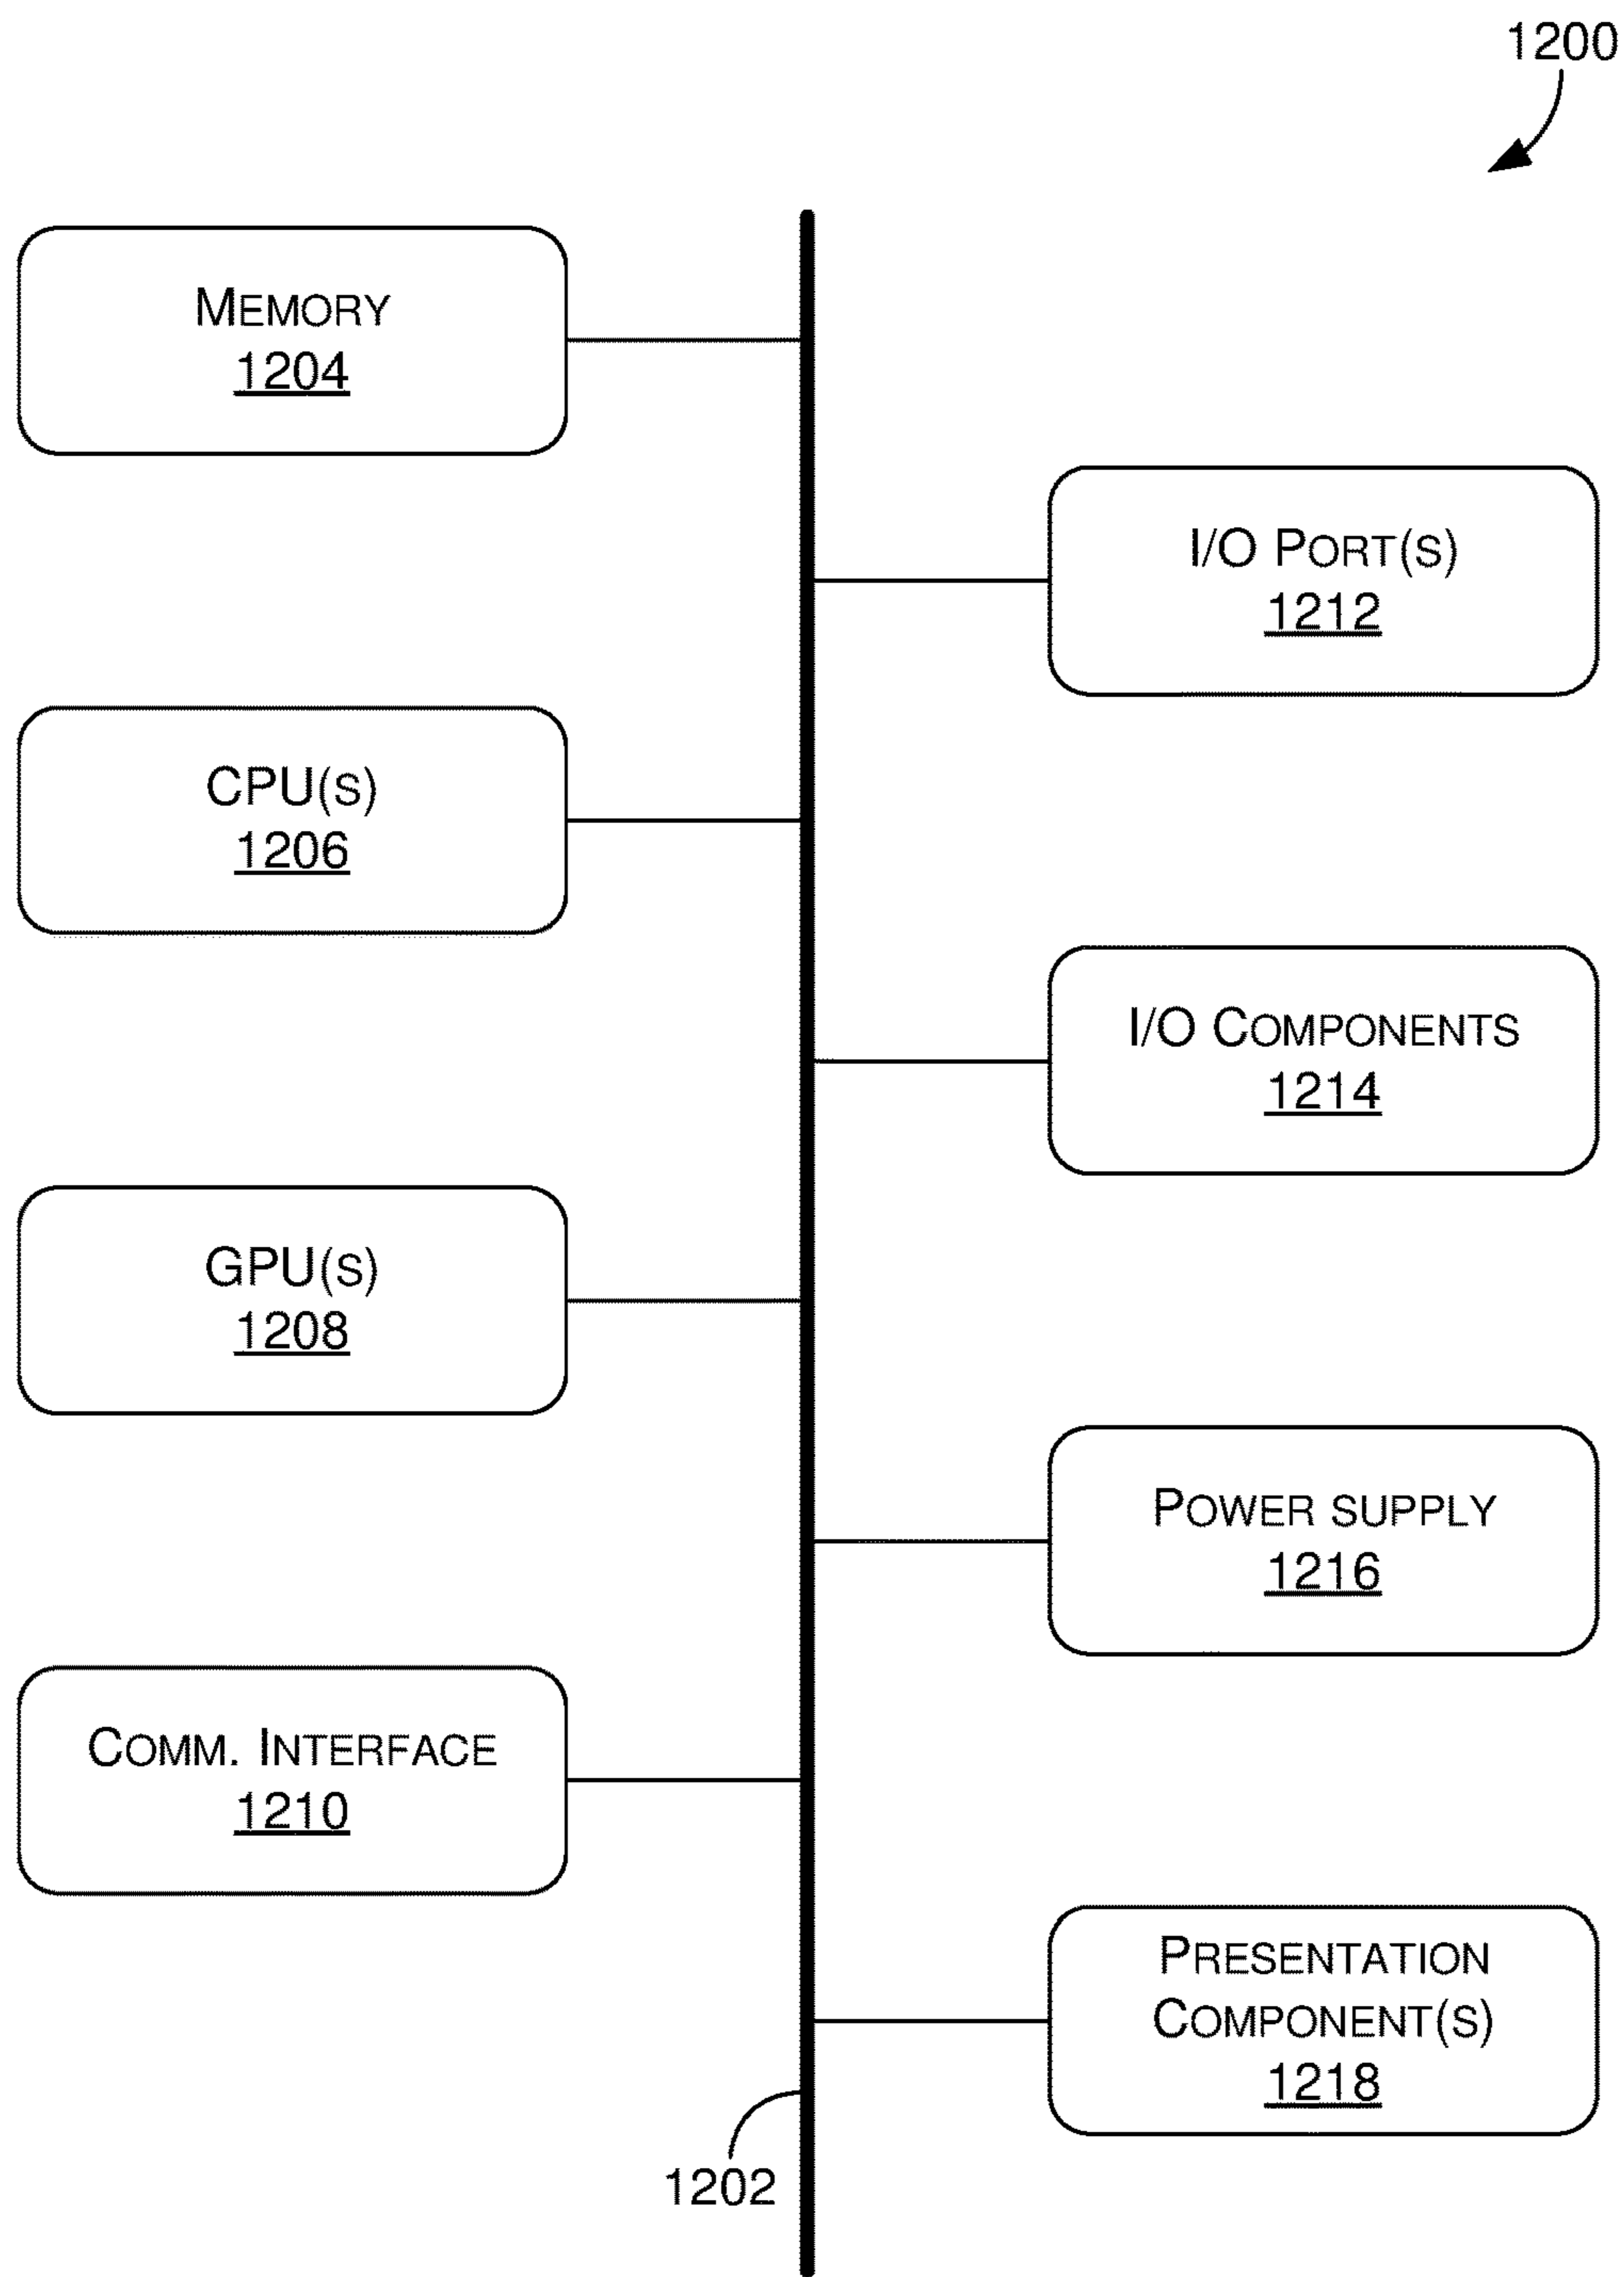 1200
MEMORY
1204
I/O PORT(S)
1212
CPU(S)
1206
I/O COMPONENTS
1214
GPU(S)
1208
POWER SUPPLY
1216
COMM. INTERFACE
1210
PRESENTATION
COMPONENT(S)
1218
1202